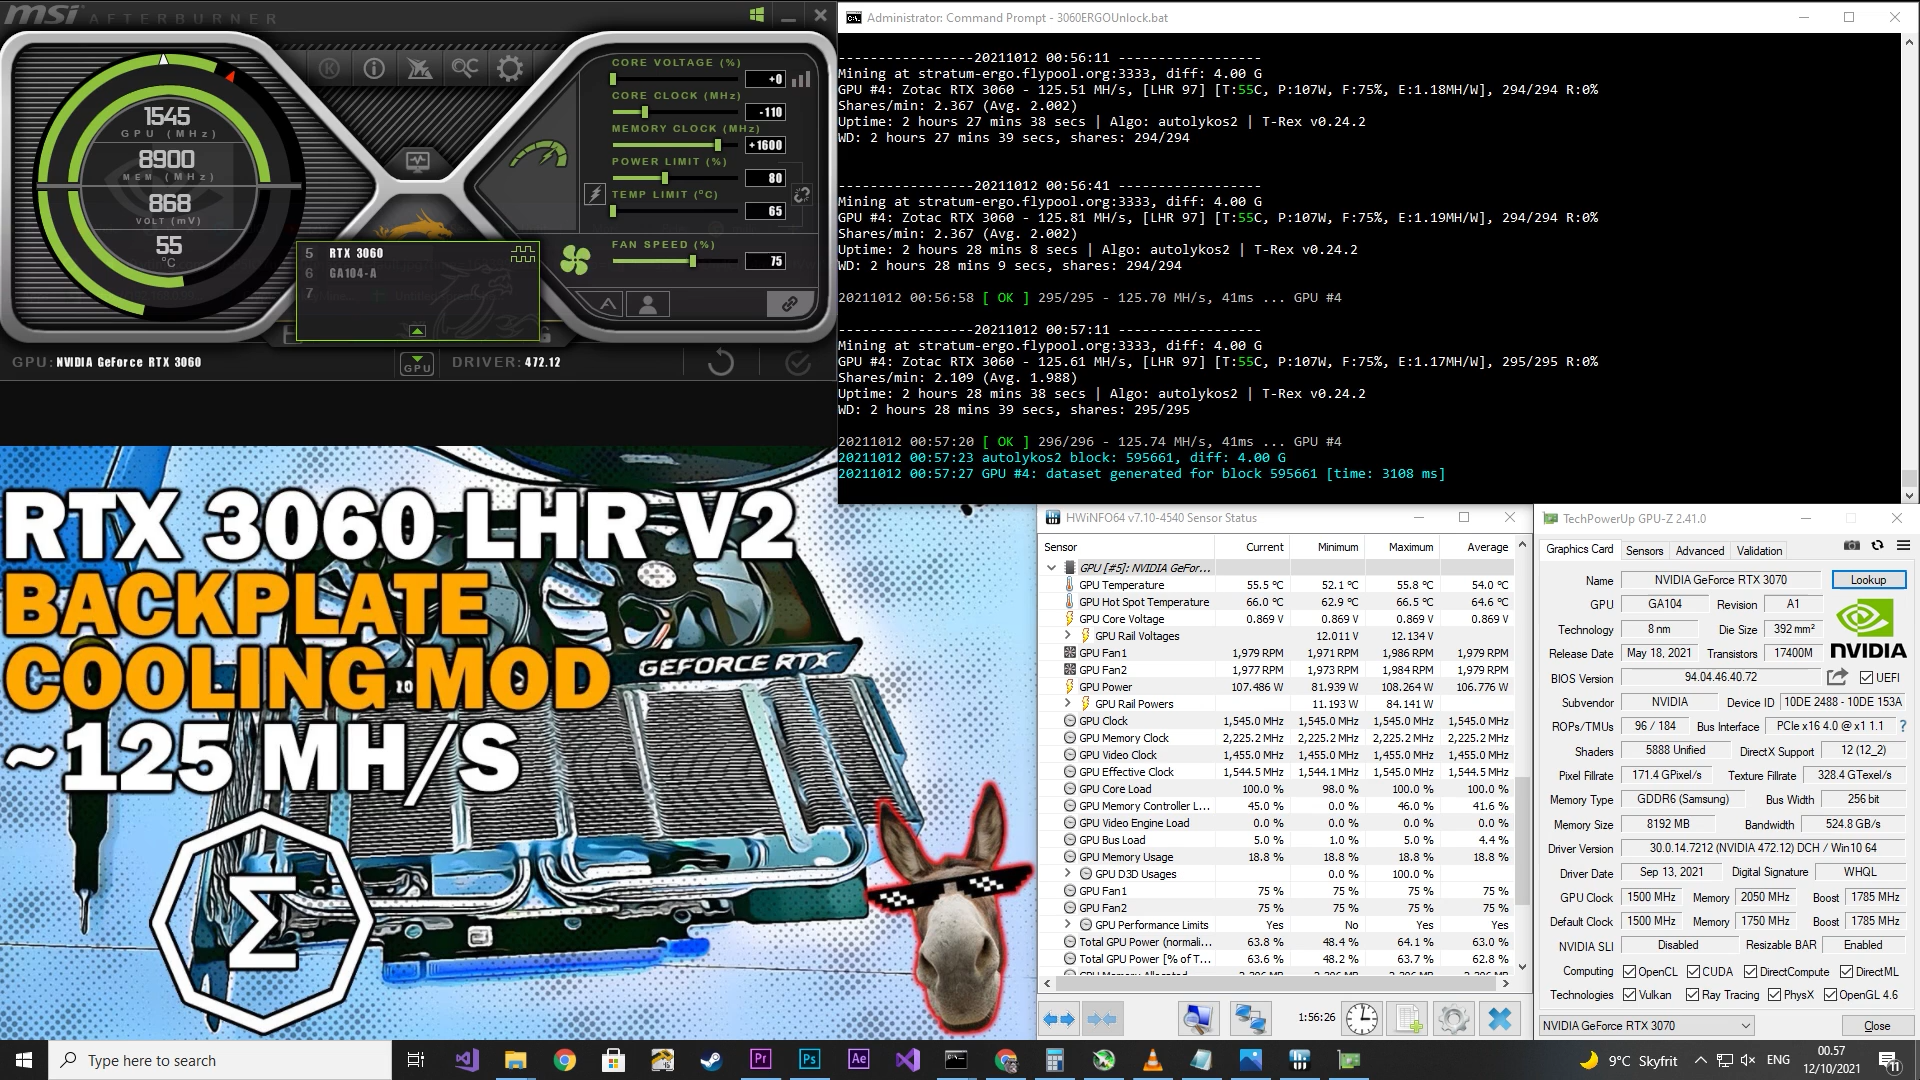 msi AFTERBURNER
1545
GPU (MHz)
8900
MEM (MHz)
868
VOLT (mV)
55
°C
CORE VOLTAGE (%)
+0
CORE CLOCK (MHz)
-110
MEMORY CLOCK (MHz)
+1600
POWER LIMIT (%)
80
TEMP LIMIT (°C)
65
FAN SPEED (%)
75
5 RTX 3060
6 GA104-A
7
GPU: NVIDIA GeForce RTX 3060
GPU
DRIVER: 472.12
Administrator: Command Prompt - 3060ERGOUnlock.bat
-----------------20211012 00:56:11 ------------------
Mining at stratum-ergo.flypool.org:3333, diff: 4.00 G
GPU #4: Zotac RTX 3060 - 125.51 MH/s, [LHR 97] [T:55C, P:107W, F:75%, E:1.18MH/W], 294/294 R:0%
Shares/min: 2.367 (Avg. 2.002)
Uptime: 2 hours 27 mins 38 secs | Algo: autolykos2 | T-Rex v0.24.2
WD: 2 hours 27 mins 39 secs, shares: 294/294
-----------------20211012 00:56:41 ------------------
Mining at stratum-ergo.flypool.org:3333, diff: 4.00 G
GPU #4: Zotac RTX 3060 - 125.81 MH/s, [LHR 97] [T:55C, P:107W, F:75%, E:1.19MH/W], 294/294 R:0%
Shares/min: 2.367 (Avg. 2.002)
Uptime: 2 hours 28 mins 8 secs | Algo: autolykos2 | T-Rex v0.24.2
WD: 2 hours 28 mins 9 secs, shares: 294/294
20211012 00:56:58 [ OK ] 295/295 - 125.70 MH/s, 41ms ... GPU #4
-----------------20211012 00:57:11 ------------------
Mining at stratum-ergo.flypool.org:3333, diff: 4.00 G
GPU #4: Zotac RTX 3060 - 125.61 MH/s, [LHR 97] [T:55C, P:107W, F:75%, E:1.17MH/W], 295/295 R:0%
Shares/min: 2.109 (Avg. 1.988)
Uptime: 2 hours 28 mins 38 secs | Algo: autolykos2 | T-Rex v0.24.2
WD: 2 hours 28 mins 39 secs, shares: 295/295
20211012 00:57:20 [ OK ] 296/296 - 125.74 MH/s, 41ms ... GPU #4
20211012 00:57:23 autolykos2 block: 595661, diff: 4.00 G
20211012 00:57:27 GPU #4: dataset generated for block 595661 [time: 3108 ms]
RTX 3060 LHR V2
BACKPLATE
COOLING MOD
~125 MH/S
GEFORCE RTX
Σ
HWiNFO64 v7.10-4540 Sensor Status
Sensor Current Minimum Maximum Average
GPU [#5]: NVIDIA GeFor...
GPU Temperature 55.5 °C 52.1 °C 55.8 °C 54.0 °C
GPU Hot Spot Temperature 66.0 °C 62.9 °C 66.5 °C 64.6 °C
GPU Core Voltage 0.869 V 0.869 V 0.869 V 0.869 V
GPU Rail Voltages 12.011 V 12.134 V
GPU Fan1 1,979 RPM 1,971 RPM 1,986 RPM 1,979 RPM
GPU Fan2 1,977 RPM 1,973 RPM 1,984 RPM 1,979 RPM
GPU Power 107.486 W 81.939 W 108.264 W 106.776 W
GPU Rail Powers 11.193 W 84.141 W
GPU Clock 1,545.0 MHz 1,545.0 MHz 1,545.0 MHz 1,545.0 MHz
GPU Memory Clock 2,225.2 MHz 2,225.2 MHz 2,225.2 MHz 2,225.2 MHz
GPU Video Clock 1,455.0 MHz 1,455.0 MHz 1,455.0 MHz 1,455.0 MHz
GPU Effective Clock 1,544.5 MHz 1,544.1 MHz 1,545.0 MHz 1,544.5 MHz
GPU Core Load 100.0 % 98.0 % 100.0 % 100.0 %
GPU Memory Controller L... 45.0 % 0.0 % 46.0 % 41.6 %
GPU Video Engine Load 0.0 % 0.0 % 0.0 % 0.0 %
GPU Bus Load 5.0 % 1.0 % 5.0 % 4.4 %
GPU Memory Usage 18.8 % 18.8 % 18.8 % 18.8 %
GPU D3D Usages 0.0 % 100.0 %
GPU Fan1 75 % 75 % 75 % 75 %
GPU Fan2 75 % 75 % 75 % 75 %
GPU Performance Limits Yes No Yes Yes
Total GPU Power (normali... 63.8 % 48.4 % 64.1 % 63.0 %
Total GPU Power [% of T... 63.6 % 48.2 % 63.7 % 62.8 %
1:56:26
TechPowerUp GPU-Z 2.41.0
Graphics Card Sensors Advanced Validation
Name NVIDIA GeForce RTX 3070 Lookup
GPU GA104 Revision A1
Technology 8 nm Die Size 392 mm²
Release Date May 18, 2021 Transistors 17400M
NVIDIA
BIOS Version 94.04.46.40.72 UEFI
Subvendor NVIDIA Device ID 10DE 2488 - 10DE 153A
ROPs/TMUs 96 / 184 Bus Interface PCIe x16 4.0 @ x1 1.1 ?
Shaders 5888 Unified DirectX Support 12 (12_2)
Pixel Fillrate 171.4 GPixel/s Texture Fillrate 328.4 GTexel/s
Memory Type GDDR6 (Samsung) Bus Width 256 bit
Memory Size 8192 MB Bandwidth 524.8 GB/s
Driver Version 30.0.14.7212 (NVIDIA 472.12) DCH / Win10 64
Driver Date Sep 13, 2021 Digital Signature WHQL
GPU Clock 1500 MHz Memory 2050 MHz Boost 1785 MHz
Default Clock 1500 MHz Memory 1750 MHz Boost 1785 MHz
NVIDIA SLI Disabled Resizable BAR Enabled
Computing OpenCL CUDA DirectCompute DirectML
Technologies Vulkan Ray Tracing PhysX OpenGL 4.6
NVIDIA GeForce RTX 3070 Close
Type here to search
Pr Ps Ae
9°C Skyfrit
ENG
00.57
12/10/2021
11